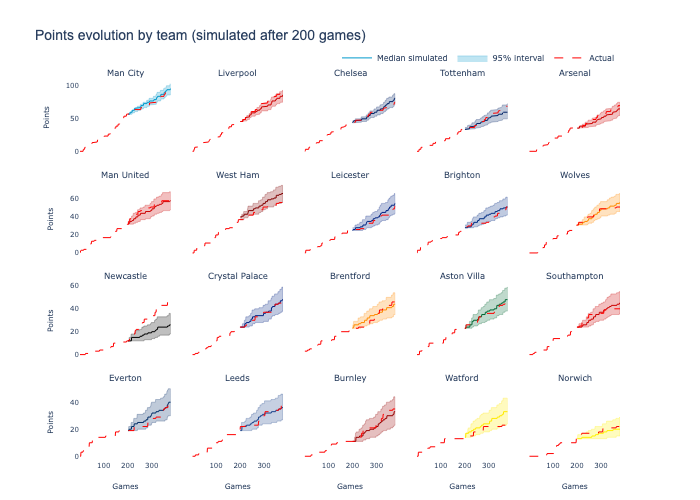 Points evolution by team (simulated after 200 games)
Median simulated 95% interval Actual
Man City Liverpool Chelsea Tottenham Arsenal
100
50
0
Points
Man United West Ham Leicester Brighton Wolves
60
40
20
0
Points
Newcastle Crystal Palace Brentford Aston Villa Southampton
60
40
20
0
Points
Everton Leeds Burnley Watford Norwich
40
20
0
Points
100 200 300 100 200 300 100 200 300 100 200 300 100 200 300
Games Games Games Games Games